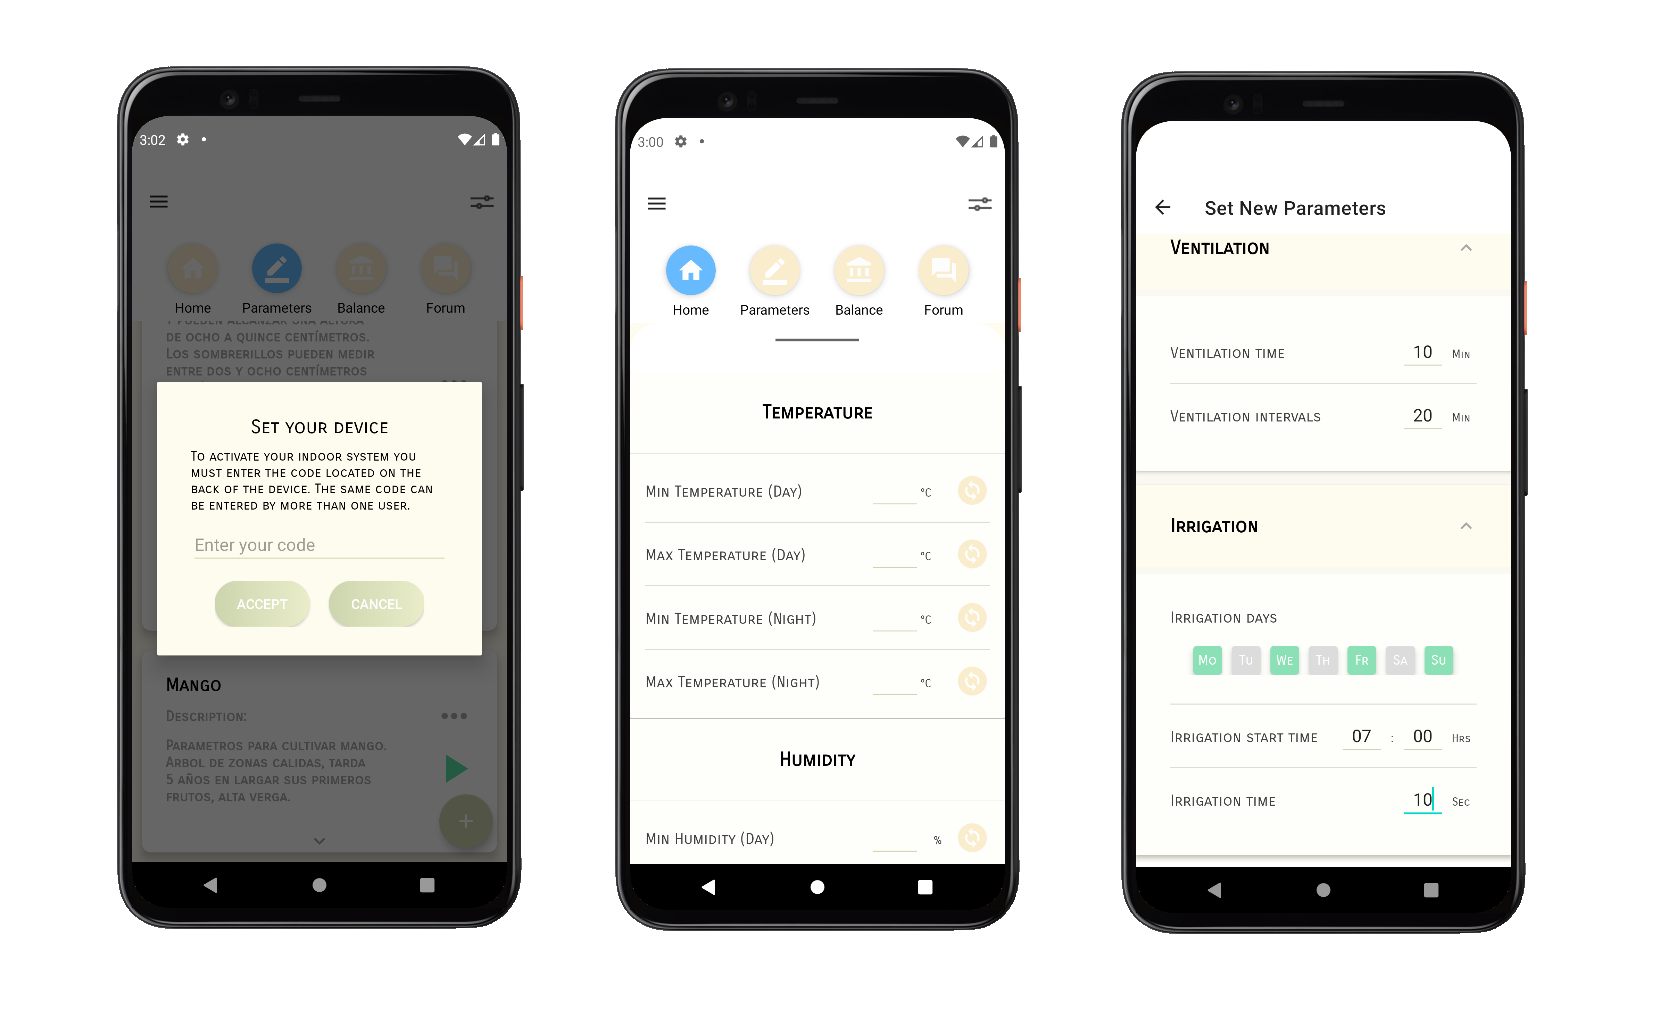 3:02
Home Parameters Balance Forum
Y PUEDEN ALCANZAR UNA ALTURA
DE OCHO A QUINCE CENTÍMETROS.
LOS SOMBRERILLOS PUEDEN MEDIR
ENTRE DOS Y OCHO CENTÍMETROS
SET YOUR DEVICE
TO ACTIVATE YOUR INDOOR SYSTEM YOU
MUST ENTER THE CODE LOCATED ON THE
BACK OF THE DEVICE. THE SAME CODE CAN
BE ENTERED BY MORE THAN ONE USER.
Enter your code
ACCEPT CANCEL
MANGO
DESCRIPTION:
PARAMETROS PARA CULTIVAR MANGO.
ARBOL DE ZONAS CALIDAS, TARDA
5 AÑOS EN LARGAR SUS PRIMEROS
FRUTOS, ALTA VERGA.
+
3:00
Home Parameters Balance Forum
TEMPERATURE
MIN TEMPERATURE (DAY) °C
MAX TEMPERATURE (DAY) °C
MIN TEMPERATURE (NIGHT) °C
MAX TEMPERATURE (NIGHT) °C
HUMIDITY
MIN HUMIDITY (DAY) %
Set New Parameters
VENTILATION
VENTILATION TIME 10 MIN
VENTILATION INTERVALS 20 MIN
IRRIGATION
IRRIGATION DAYS
MO TU WE TH FR SA SU
IRRIGATION START TIME 07 : 00 HRS
IRRIGATION TIME 10 SEC